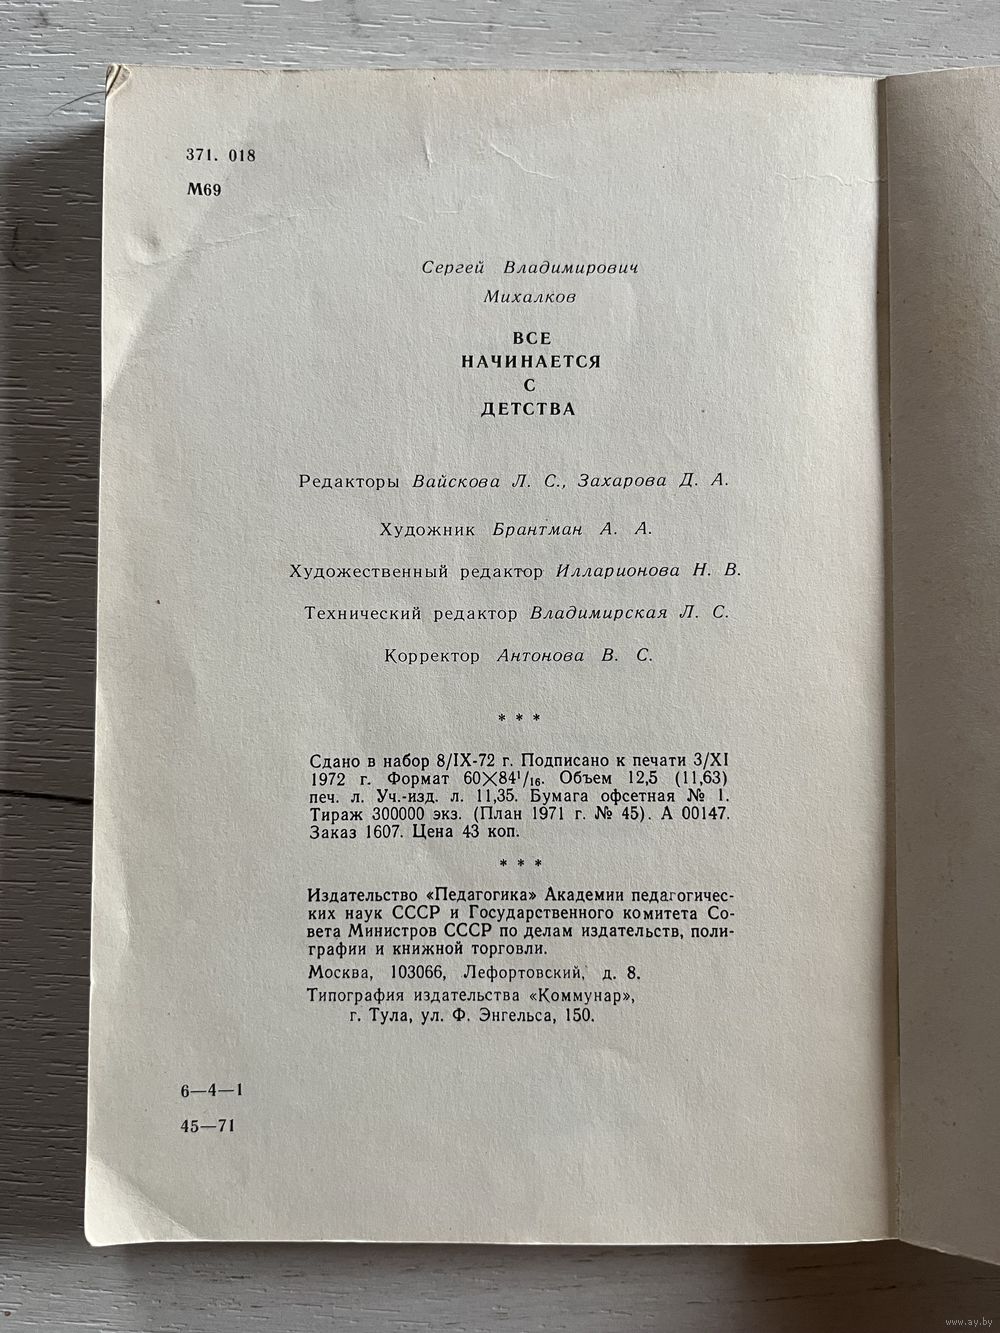 371. 018
М69
Сергей Владимирович
Михалков
ВСЕ
НАЧИНАЕТСЯ
С
ДЕТСТВА
Редакторы Вайскова Л. С., Захарова Д. А.
Художник Брантман А. А.
Художественный редактор Илларионова Н. В.
Технический редактор Владимирская Л. С.
Корректор Антонова В. С.
* * *
Сдано в набор 8/IX-72 г. Подписано к печати 3/XI
1972 г. Формат 60×84¹/₁₆. Объем 12,5 (11,63)
печ. л. Уч.-изд. л. 11,35. Бумага офсетная № 1.
Тираж 300000 экз. (План 1971 г. № 45). А 00147.
Заказ 1607. Цена 43 коп.
* * *
Издательство «Педагогика» Академии педагогичес-
ких наук СССР и Государственного комитета Со-
вета Министров СССР по делам издательств, поли-
графии и книжной торговли.
Москва, 103066, Лефортовский, д. 8.
Типография издательства «Коммунар»,
г. Тула, ул. Ф. Энгельса, 150.
6—4—1
45—71
www.ay.by